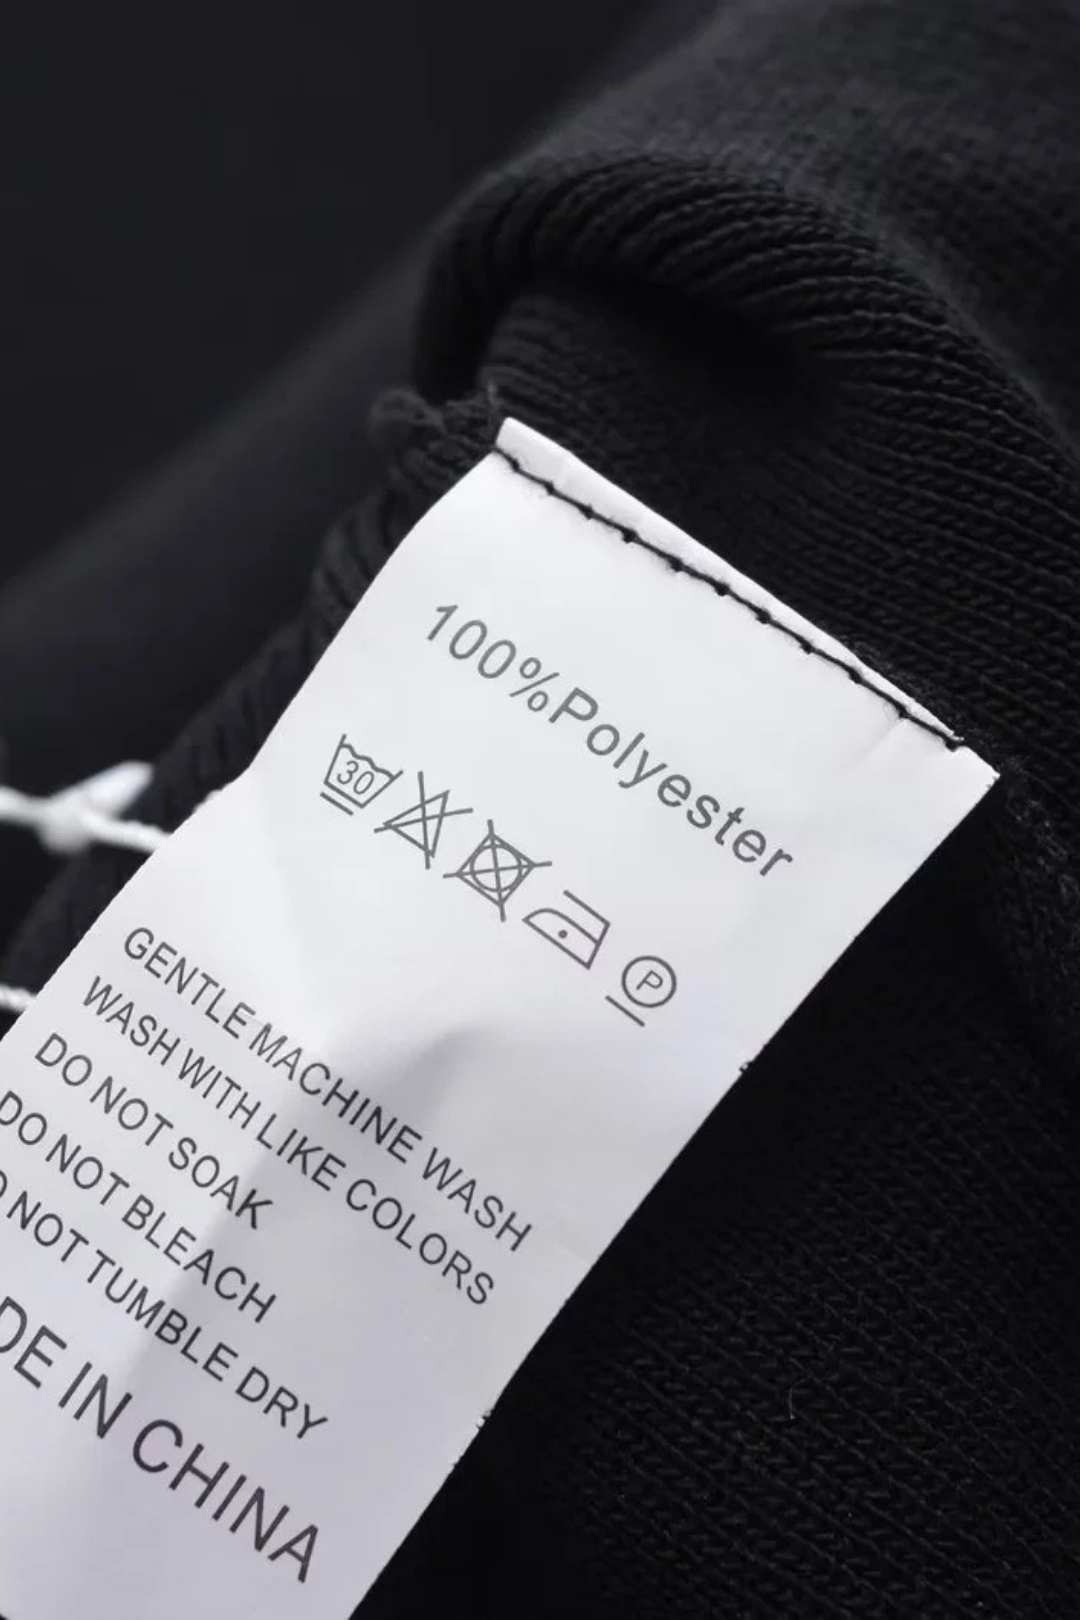 100%Polyester
30
P
GENTLE MACHINE WASH
WASH WITH LIKE COLORS
DO NOT SOAK
DO NOT BLEACH
NOT TUMBLE DRY
IN CHINA